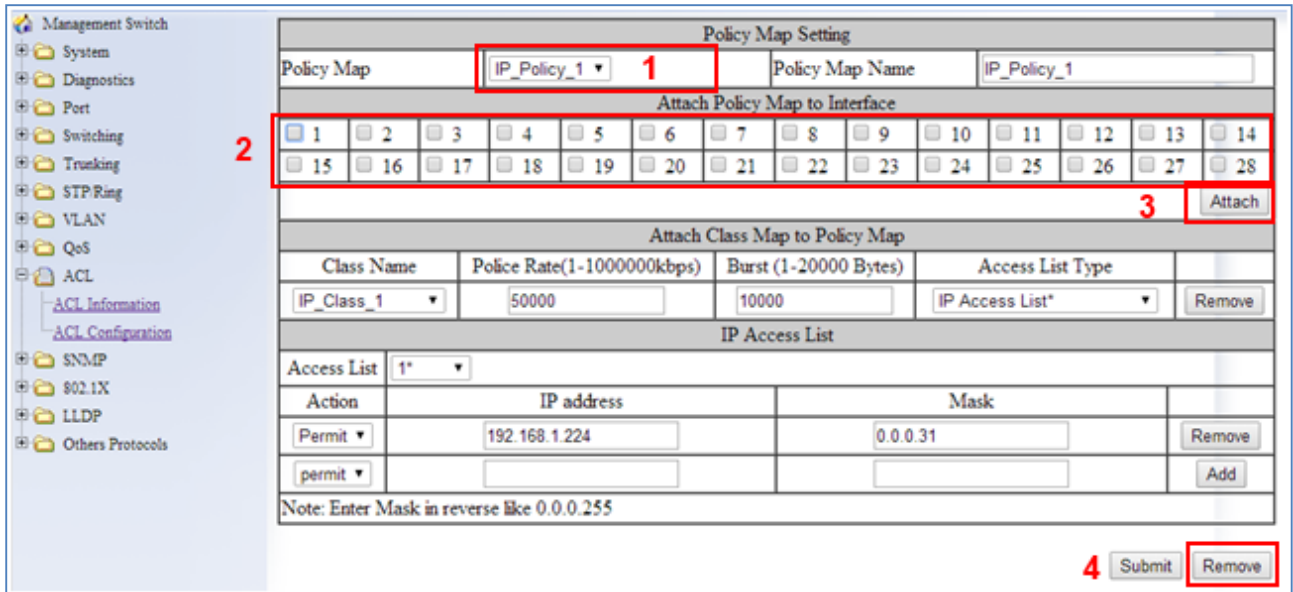 Management Switch
System
Diagnostics
Port
Switching
Trunking
STP/Ring
VLAN
QoS
ACL
ACL Information
ACL Configuration
SNMP
802.1X
LLDP
Others Protocols
Policy Map Setting
Policy Map IP_Policy_1 1 Policy Map Name IP_Policy_1
Attach Policy Map to Interface
2
1 2 3 4 5 6 7 8 9 10 11 12 13 14
15 16 17 18 19 20 21 22 23 24 25 26 27 28
3 Attach
Attach Class Map to Policy Map
Class Name Police Rate(1-1000000kbps) Burst (1-20000 Bytes) Access List Type
IP_Class_1 50000 10000 IP Access List* Remove
IP Access List
Access List 1*
Action IP address Mask
Permit 192.168.1.224 0.0.0.31 Remove
permit Add
Note: Enter Mask in reverse like 0.0.0.255
4 Submit Remove